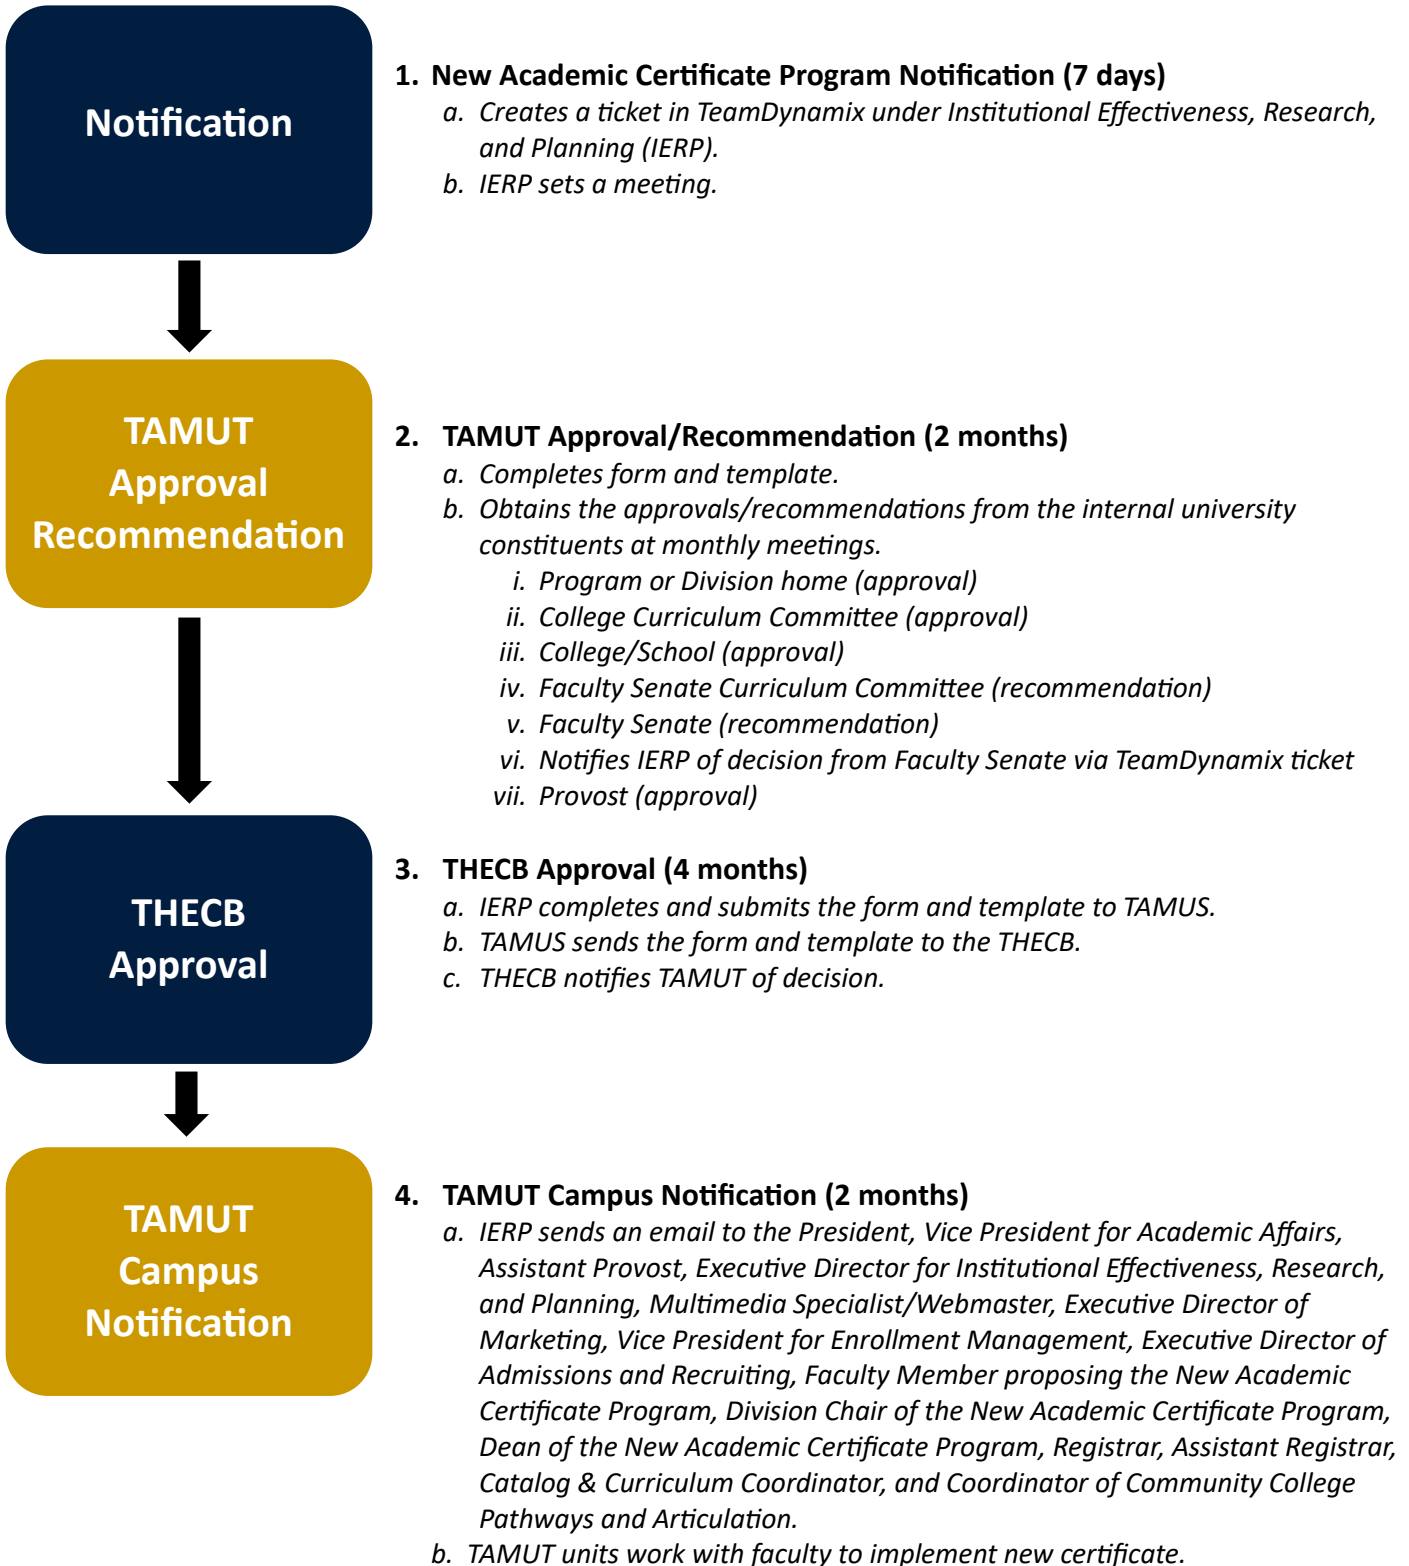 Notification
1. New Academic Certificate Program Notification (7 days)
a. Creates a ticket in TeamDynamix under Institutional Effectiveness, Research,
and Planning (IERP).
b. IERP sets a meeting.
TAMUT
Approval
Recommendation
2. TAMUT Approval/Recommendation (2 months)
a. Completes form and template.
b. Obtains the approvals/recommendations from the internal university
constituents at monthly meetings.
i. Program or Division home (approval)
ii. College Curriculum Committee (approval)
iii. College/School (approval)
iv. Faculty Senate Curriculum Committee (recommendation)
v. Faculty Senate (recommendation)
vi. Notifies IERP of decision from Faculty Senate via TeamDynamix ticket
vii. Provost (approval)
THECB
Approval
3. THECB Approval (4 months)
a. IERP completes and submits the form and template to TAMUS.
b. TAMUS sends the form and template to the THECB.
c. THECB notifies TAMUT of decision.
TAMUT
Campus
Notification
4. TAMUT Campus Notification (2 months)
a. IERP sends an email to the President, Vice President for Academic Affairs,
Assistant Provost, Executive Director for Institutional Effectiveness, Research,
and Planning, Multimedia Specialist/Webmaster, Executive Director of
Marketing, Vice President for Enrollment Management, Executive Director of
Admissions and Recruiting, Faculty Member proposing the New Academic
Certificate Program, Division Chair of the New Academic Certificate Program,
Dean of the New Academic Certificate Program, Registrar, Assistant Registrar,
Catalog & Curriculum Coordinator, and Coordinator of Community College
Pathways and Articulation.
b. TAMUT units work with faculty to implement new certificate.